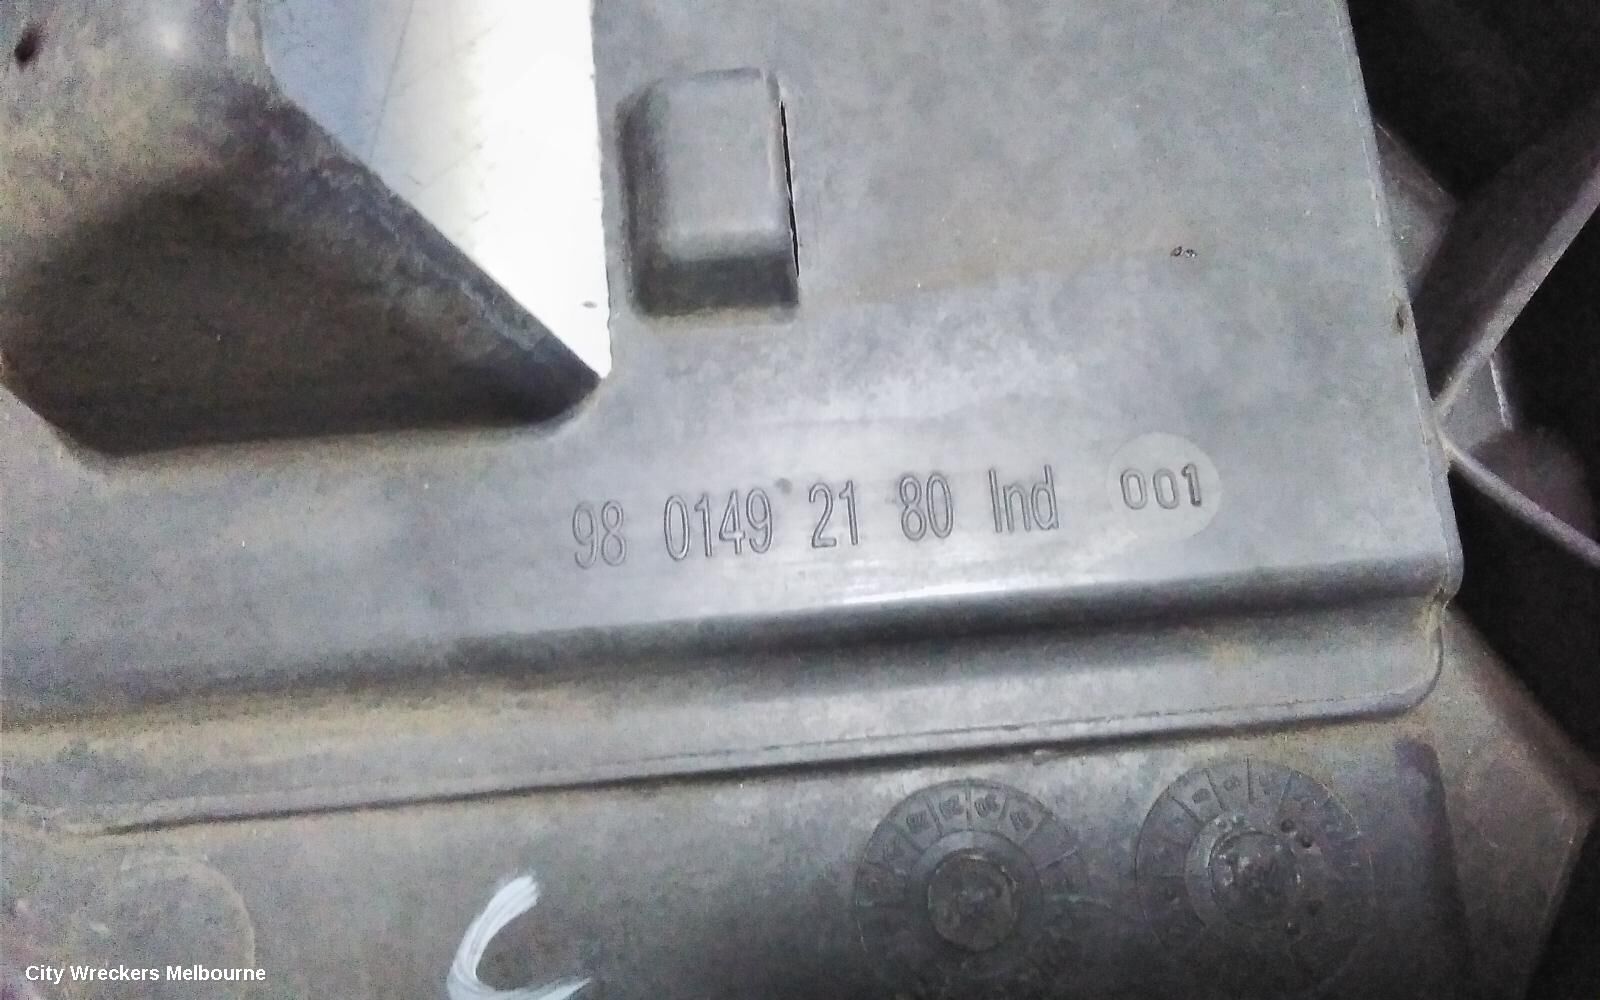 98 0149 21 80 Ind 001
City Wreckers Melbourne